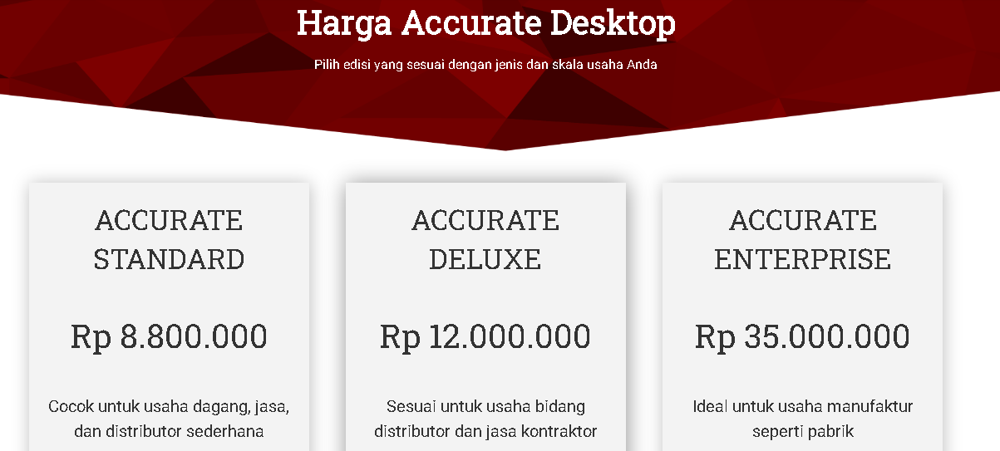 Harga Accurate Desktop
Pilih edisi yang sesuai dengan jenis dan skala usaha Anda
ACCURATE
STANDARD
Rp 8.800.000
Cocok untuk usaha dagang, jasa,
dan distributor sederhana
ACCURATE
DELUXE
Rp 12.000.000
Sesuai untuk usaha bidang
distributor dan jasa kontraktor
ACCURATE
ENTERPRISE
Rp 35.000.000
Ideal untuk usaha manufaktur
seperti pabrik